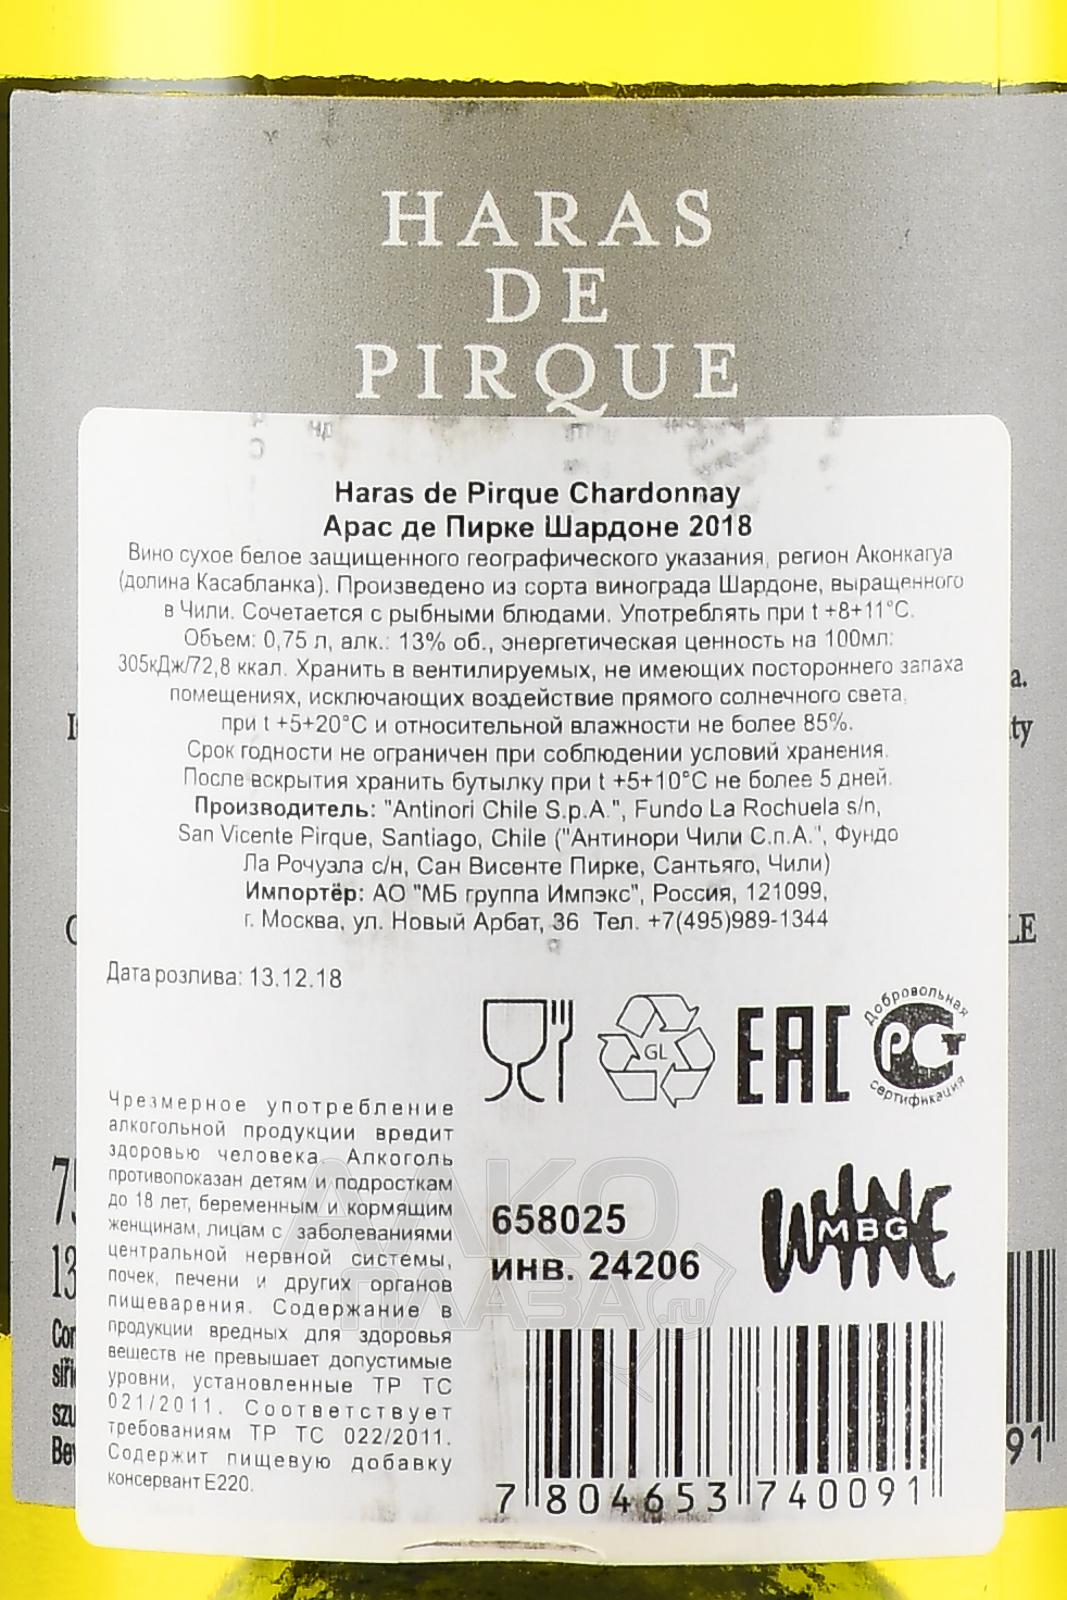 HARAS
DE
PIRQUE
Haras de Pirque Chardonnay
Арас де Пирке Шардоне 2018
Вино сухое белое защищенного географического указания, регион Аконкагуа
(долина Касабланка). Произведено из сорта винограда Шардоне, выращенного
в Чили. Сочетается с рыбными блюдами. Употреблять при t +8+11°С.
Объем: 0,75 л, алк.: 13% об., энергетическая ценность на 100мл:
305кДж/72,8 ккал. Хранить в вентилируемых, не имеющих постороннего запаха
помещениях, исключающих воздействие прямого солнечного света,
при t +5+20°С и относительной влажности не более 85%.
Срок годности не ограничен при соблюдении условий хранения.
После вскрытия хранить бутылку при t +5+10°С не более 5 дней.
Производитель: "Antinori Chile S.p.A.", Fundo La Rochuela s/n,
San Vicente Pirque, Santiago, Chile ("Антинори Чили С.п.А.", Фундо
Ла Рочуэла с/н, Сан Висенте Пирке, Сантьяго, Чили)
Импортёр: АО "МБ группа Импэкс", Россия, 121099,
г. Москва, ул. Новый Арбат, 36 Тел. +7(495)989-1344
Дата розлива: 13.12.18
GL
EAC
Добровольная
РСТ
сертификация
Чрезмерное употребление
алкогольной продукции вредит
здоровью человека. Алкоголь
противопоказан детям и подросткам
до 18 лет, беременным и кормящим
женщинам, лицам с заболеваниями
центральной нервной системы,
почек, печени и других органов
пищеварения. Содержание в
продукции вредных для здоровья
веществ не превышает допустимые
уровни, установленные ТР ТС
021/2011. Соответствует
требованиям ТР ТС 022/2011.
Содержит пищевую добавку
консервант Е220.
658025
инв. 24206
WINE
MBG
7 804653 740091
91
АЛКО
ПЛАЗА.ru